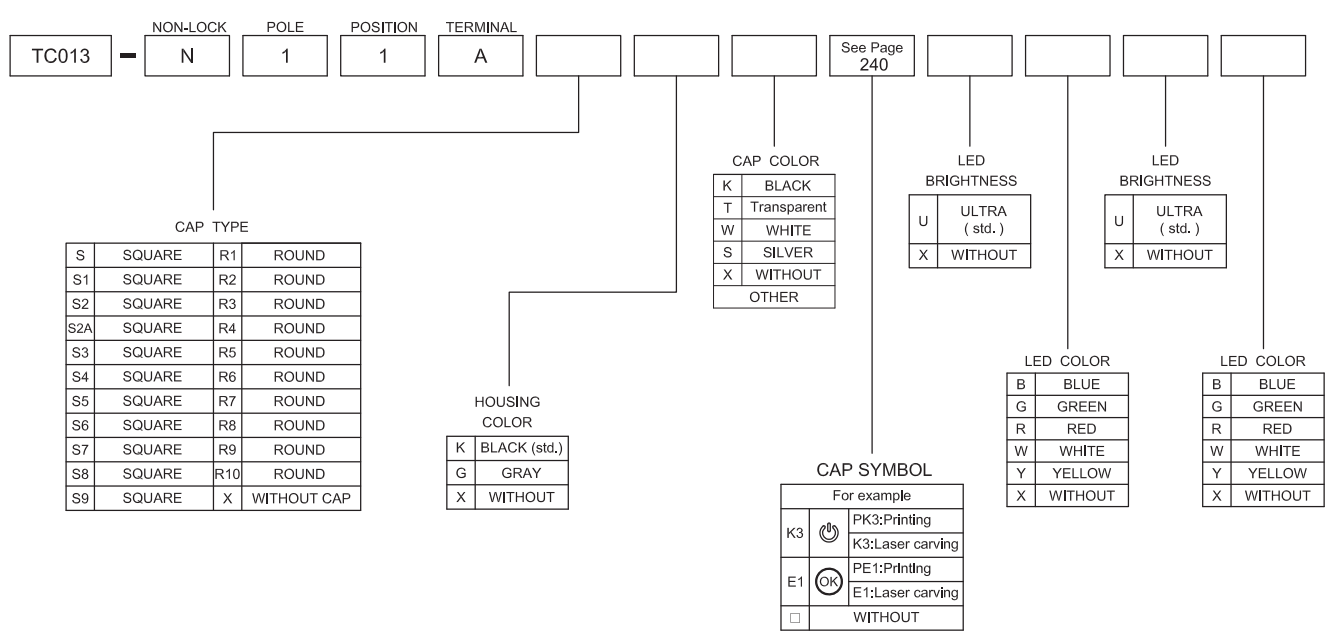 NON-LOCK POLE POSITION TERMINAL
TC013 – N 1 1 A See Page
240
CAP TYPE
S SQUARE R1 ROUND
S1 SQUARE R2 ROUND
S2 SQUARE R3 ROUND
S2A SQUARE R4 ROUND
S3 SQUARE R5 ROUND
S4 SQUARE R6 ROUND
S5 SQUARE R7 ROUND
S6 SQUARE R8 ROUND
S7 SQUARE R9 ROUND
S8 SQUARE R10 ROUND
S9 SQUARE X WITHOUT CAP
HOUSING
COLOR
K BLACK (std.)
G GRAY
X WITHOUT
CAP COLOR
K BLACK
T Transparent
W WHITE
S SILVER
X WITHOUT
OTHER
CAP SYMBOL
For example
K3 PK3:Printing
K3:Laser carving
E1 OK PE1:Printing
E1:Laser carving
□ WITHOUT
LED
BRIGHTNESS
U ULTRA
( std. )
X WITHOUT
LED COLOR
B BLUE
G GREEN
R RED
W WHITE
Y YELLOW
X WITHOUT
LED
BRIGHTNESS
U ULTRA
( std. )
X WITHOUT
LED COLOR
B BLUE
G GREEN
R RED
W WHITE
Y YELLOW
X WITHOUT